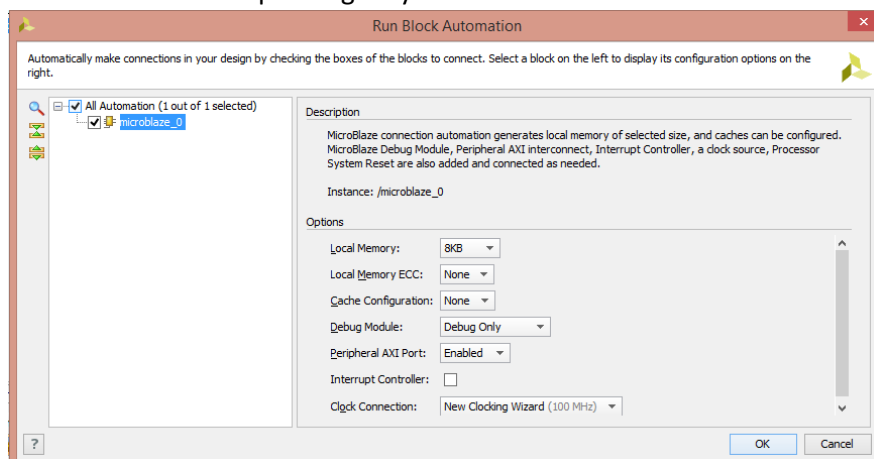 Run Block Automation
Automatically make connections in your design by checking the boxes of the blocks to connect. Select a block on the left to display its configuration options on the
right.
All Automation (1 out of 1 selected)
microblaze_0
Description
MicroBlaze connection automation generates local memory of selected size, and caches can be configured.
MicroBlaze Debug Module, Peripheral AXI interconnect, Interrupt Controller, a clock source, Processor
System Reset are also added and connected as needed.
Instance: /microblaze_0
Options
Local Memory: 8KB
Local Memory ECC: None
Cache Configuration: None
Debug Module: Debug Only
Peripheral AXI Port: Enabled
Interrupt Controller:
Clock Connection: New Clocking Wizard (100 MHz)
? OK Cancel